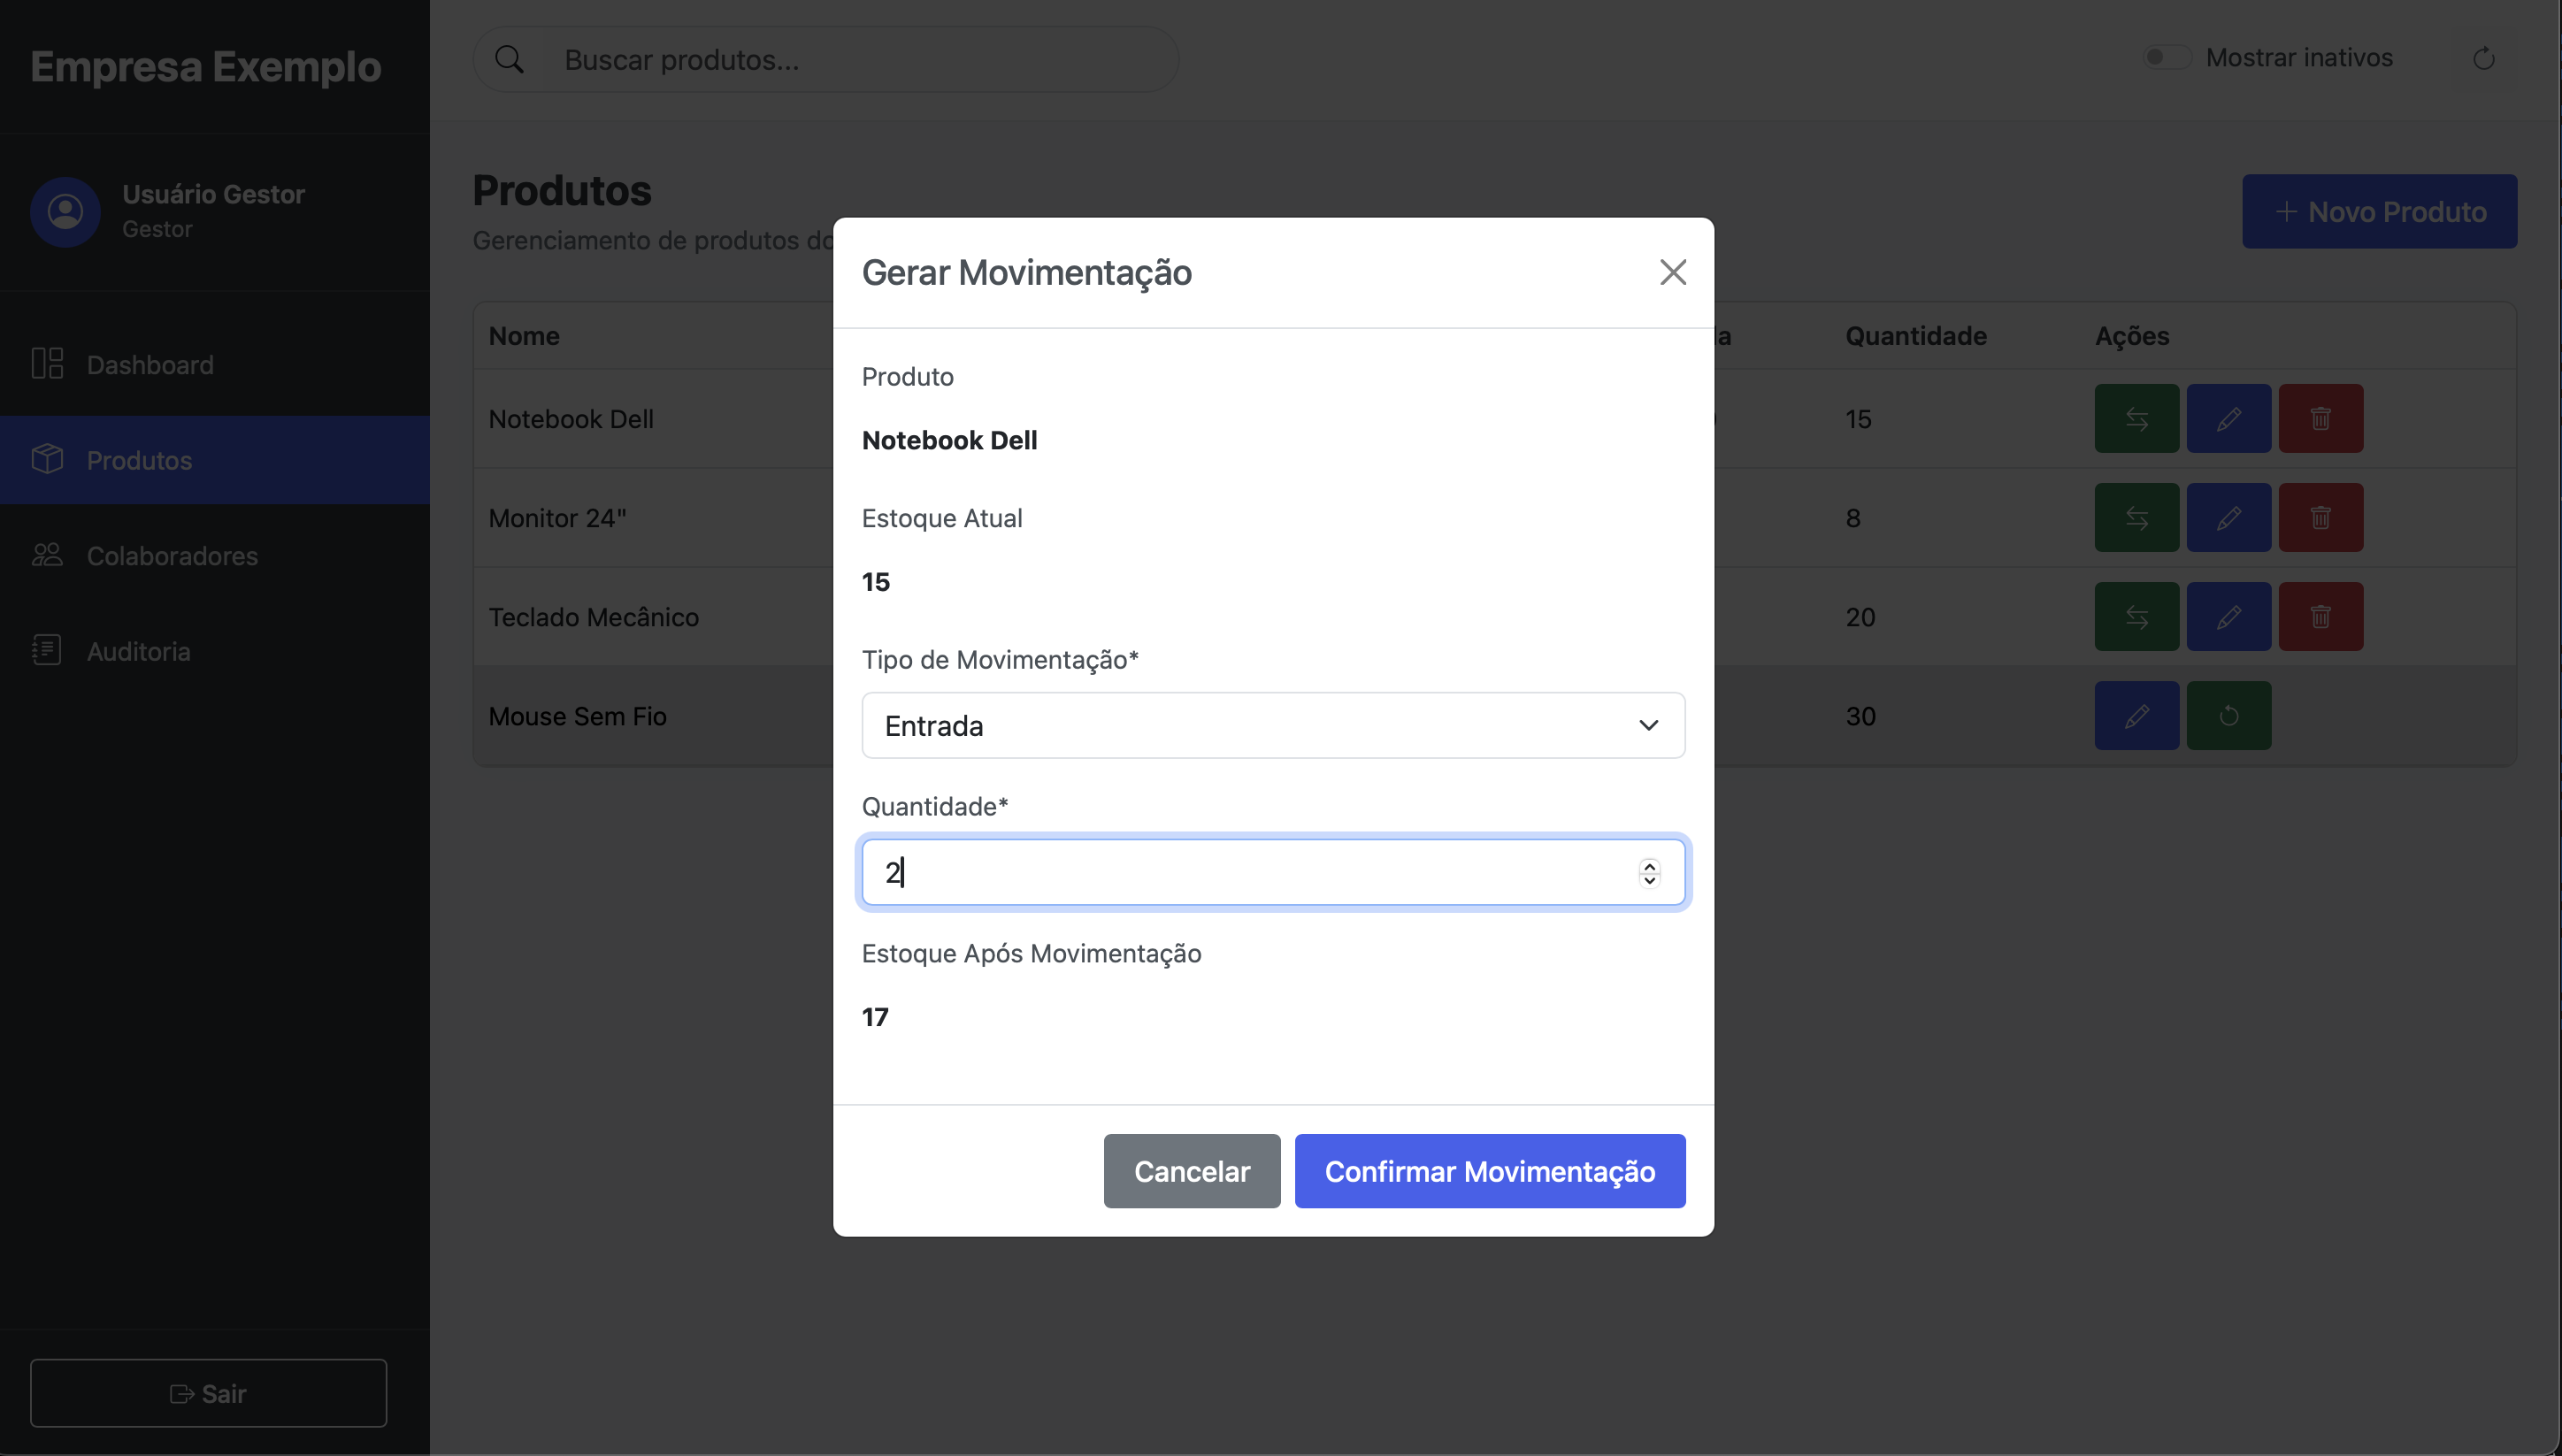 Empresa Exemplo
Usuário Gestor
Gestor
Dashboard
Produtos
Colaboradores
Auditoria
Sair
Buscar produtos...
Mostrar inativos
Produtos
Gerenciamento de produtos do
+ Novo Produto
Nome
Quantidade
Ações
Notebook Dell
15
Monitor 24"
8
Teclado Mecânico
20
Mouse Sem Fio
30
Gerar Movimentação
Produto
Notebook Dell
Estoque Atual
15
Tipo de Movimentação*
Entrada
Quantidade*
2
Estoque Após Movimentação
17
Cancelar
Confirmar Movimentação